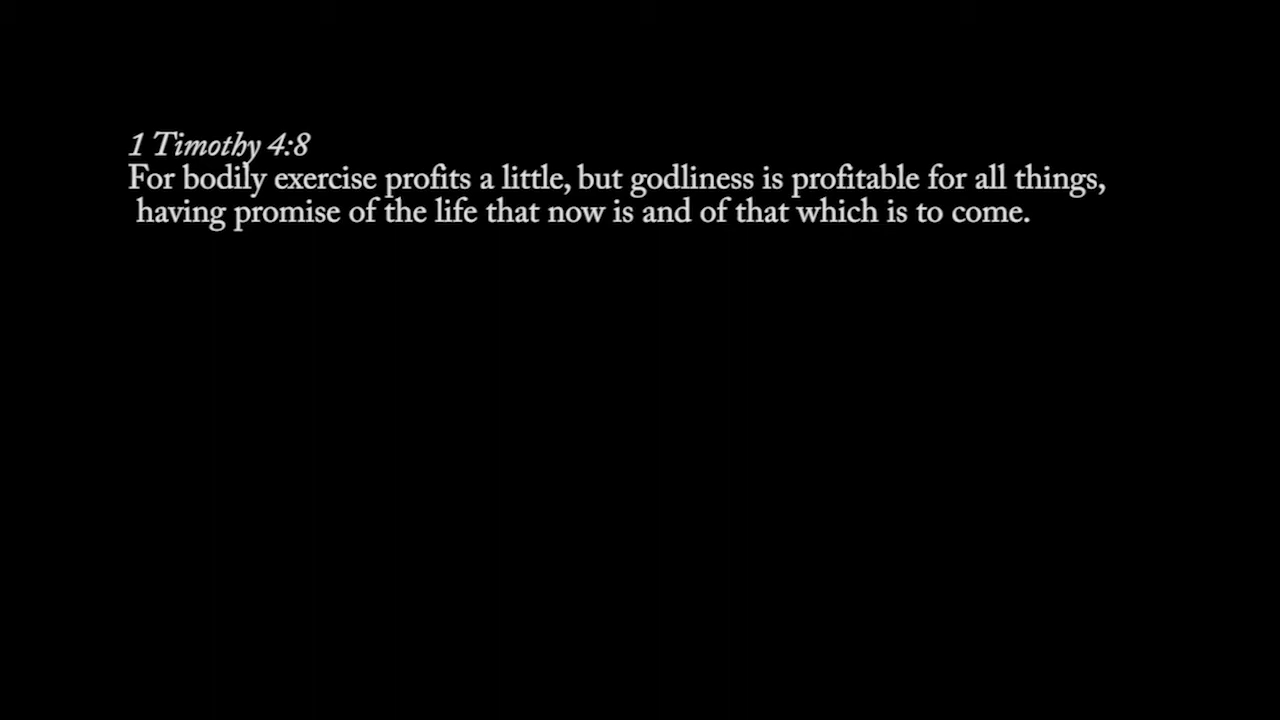 1 Timothy 4:8
For bodily exercise profits a little, but godliness is profitable for all things,
having promise of the life that now is and of that which is to come.